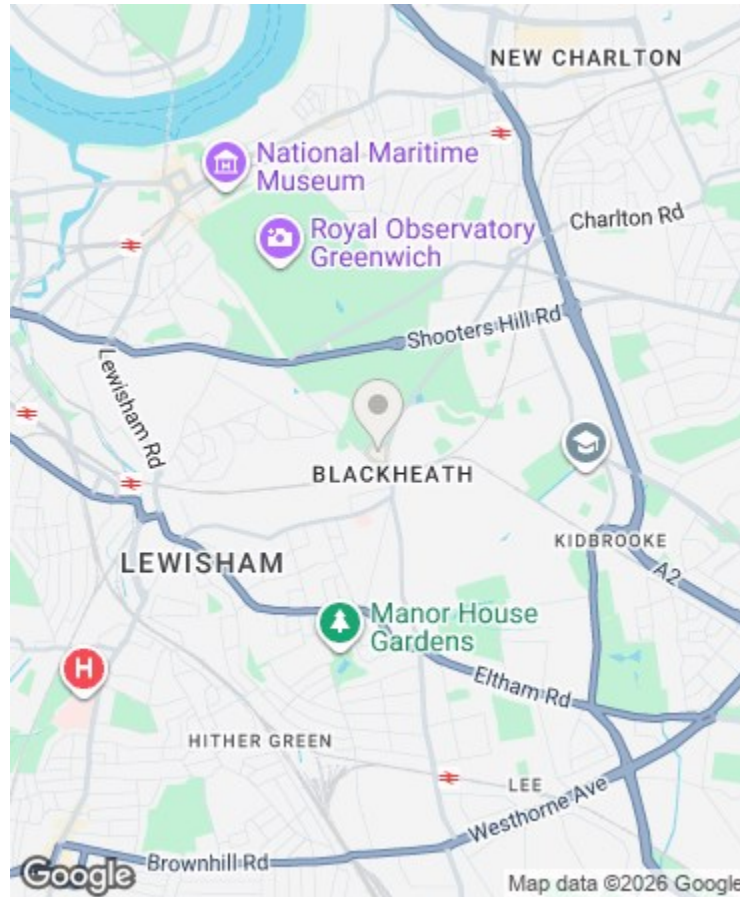 NEW CHARLTON
National Maritime
Museum
Charlton Rd
Royal Observatory
Greenwich
Shooters Hill Rd
Lewisham Rd
BLACKHEATH
KIDBROOKE
LEWISHAM
A2
Manor House
Gardens
H
Eltham Rd
HITHER GREEN
LEE
Westhorne Ave
Brownhill Rd
Google
Map data ©2026 Google